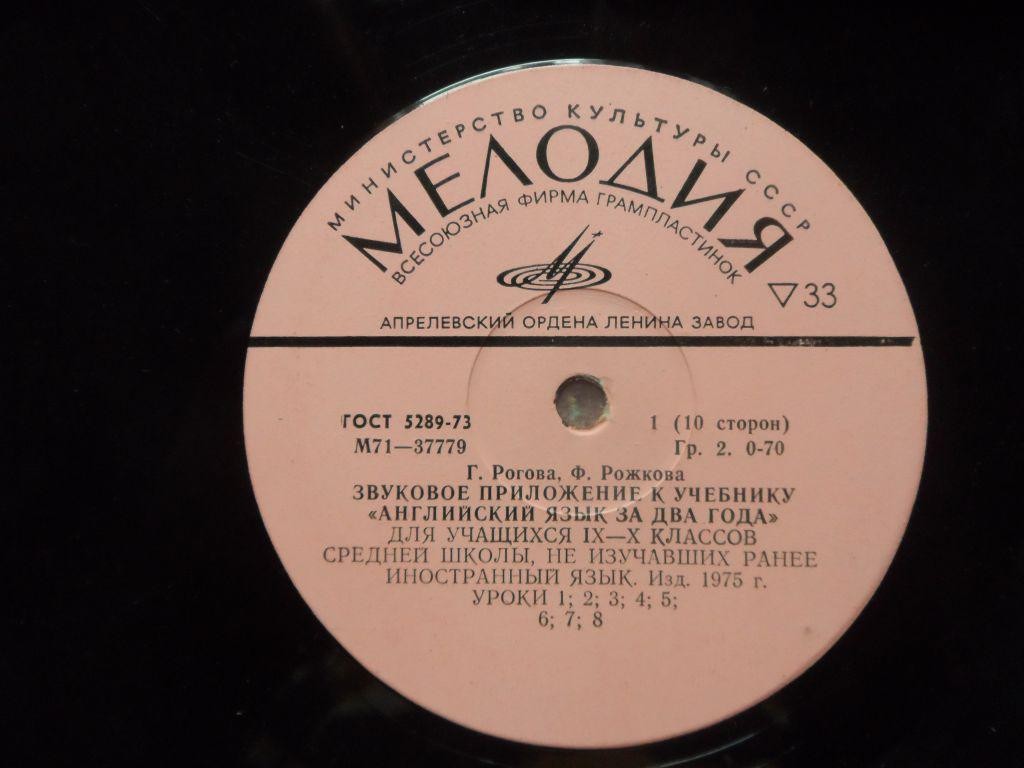 МИНИСТЕРСТВО КУЛЬТУРЫ СССР
МЕЛОДИЯ
ВСЕСОЮЗНАЯ ФИРМА ГРАМПЛАСТИНОК
▽33
АПРЕЛЕВСКИЙ ОРДЕНА ЛЕНИНА ЗАВОД
ГОСТ 5289-73 1 (10 сторон)
М71—37779 Гр. 2. 0-70
Г. Рогова, Ф. Рожкова
ЗВУКОВОЕ ПРИЛОЖЕНИЕ К УЧЕБНИКУ
«АНГЛИЙСКИЙ ЯЗЫК ЗА ДВА ГОДА»
ДЛЯ УЧАЩИХСЯ IX—X КЛАССОВ
СРЕДНЕЙ ШКОЛЫ, НЕ ИЗУЧАВШИХ РАНЕЕ
ИНОСТРАННЫЙ ЯЗЫК. Изд. 1975 г.
УРОКИ 1; 2; 3; 4; 5;
6; 7; 8